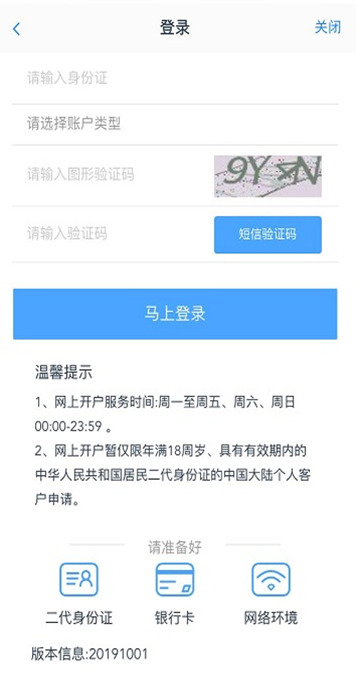 登录
关闭
请输入身份证
请选择账户类型
请输入图形验证码
请输入验证码
短信验证码
马上登录
温馨提示
1、网上开户服务时间:周一至周五、周六、周日
00:00-23:59 。
2、网上开户暂仅限年满18周岁、具有有效期内的
中华人民共和国居民二代身份证的中国大陆个人客
户申请。
请准备好
二代身份证
银行卡
网络环境
版本信息:20191001